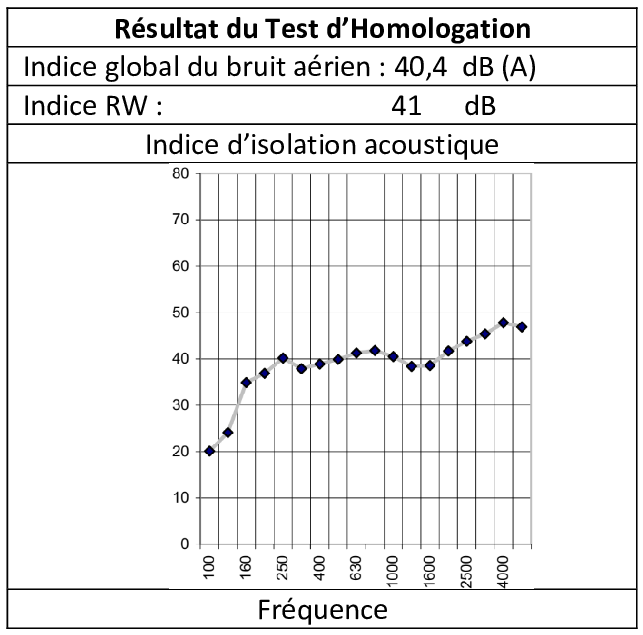 Résultat du Test d’Homologation
Indice global du bruit aérien : 40,4 dB (A)
Indice RW : 41 dB
Indice d’isolation acoustique
80
70
60
50
40
30
20
10
0
100 160 250 400 630 1000 1600 2500 4000
Fréquence